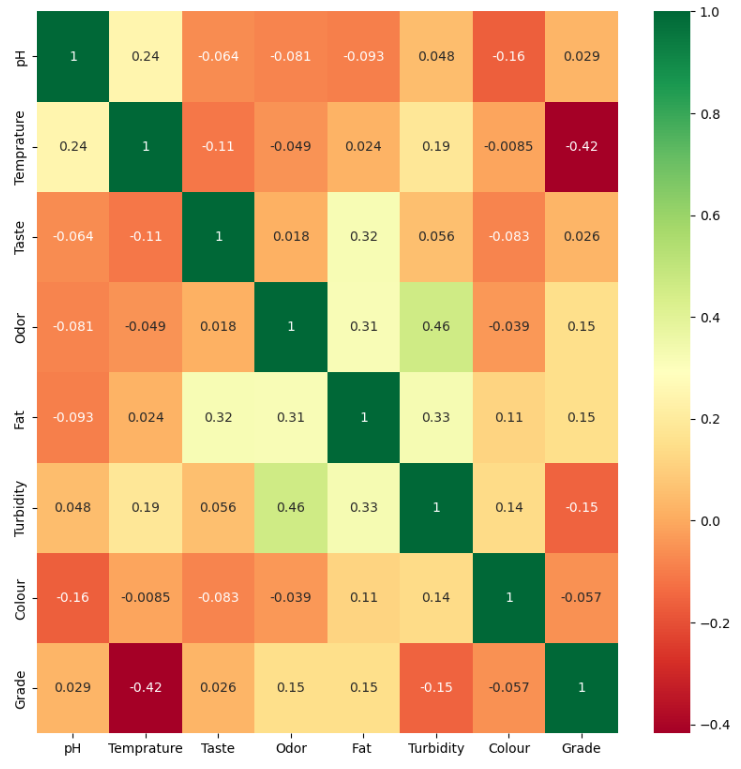 1.0
pH 1 0.24 -0.064 -0.081 -0.093 0.048 -0.16 0.029
0.8
Temprature 0.24 1 -0.11 -0.049 0.024 0.19 -0.0085 -0.42
Taste -0.064 -0.11 1 0.018 0.32 0.056 -0.083 0.026
0.6
Odor -0.081 -0.049 0.018 1 0.31 0.46 -0.039 0.15
0.4
Fat -0.093 0.024 0.32 0.31 1 0.33 0.11 0.15
0.2
Turbidity 0.048 0.19 0.056 0.46 0.33 1 0.14 -0.15
0.0
Colour -0.16 -0.0085 -0.083 -0.039 0.11 0.14 1 -0.057
−0.2
Grade 0.029 -0.42 0.026 0.15 0.15 -0.15 -0.057 1
−0.4
pH Temprature Taste Odor Fat Turbidity Colour Grade